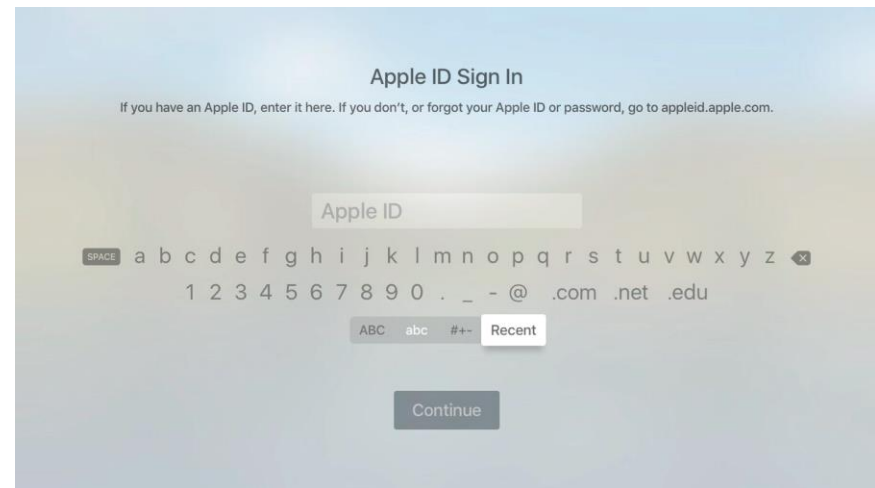 Apple ID Sign In
If you have an Apple ID, enter it here. If you don't, or forgot your Apple ID or password, go to appleid.apple.com.
Apple ID
SPACE a b c d e f g h i j k l m n o p q r s t u v w x y z
1 2 3 4 5 6 7 8 9 0 . _ - @ .com .net .edu
ABC abc #+- Recent
Continue